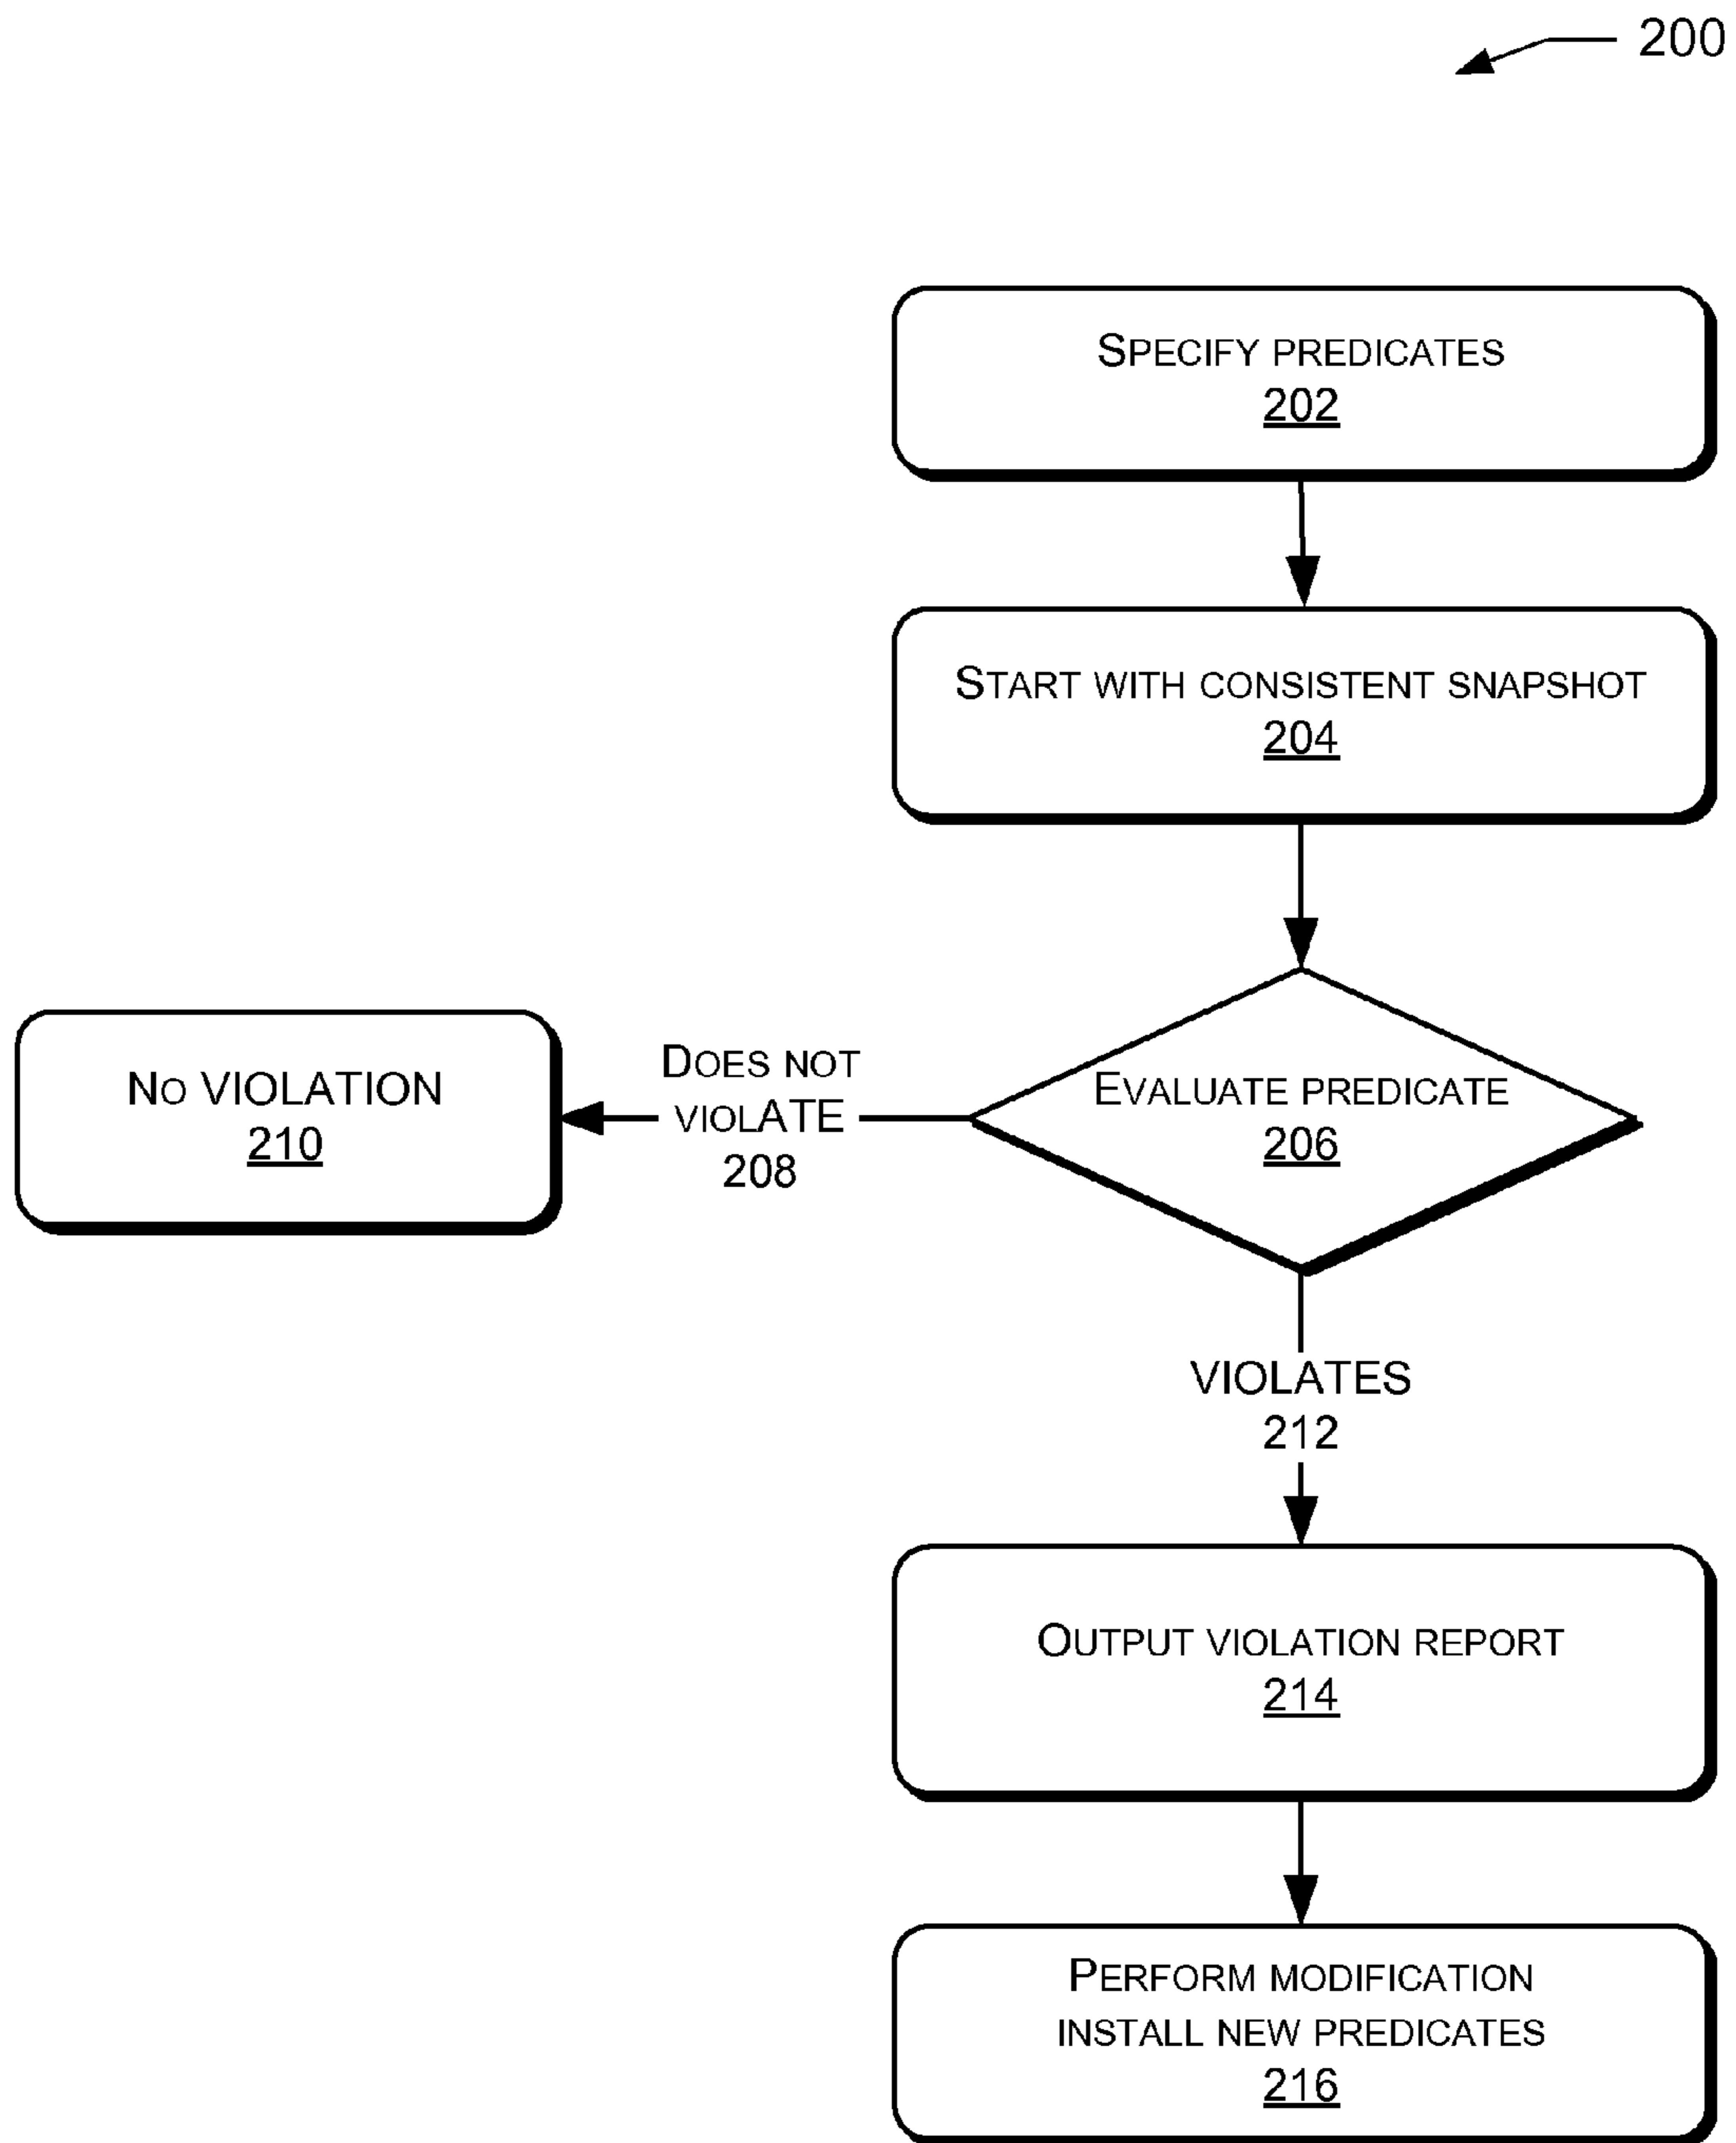 200
SPECIFY PREDICATES
202
START WITH CONSISTENT SNAPSHOT
204
EVALUATE PREDICATE
206
DOES NOT
VIOLATE
208
NO VIOLATION
210
VIOLATES
212
OUTPUT VIOLATION REPORT
214
PERFORM MODIFICATION
INSTALL NEW PREDICATES
216